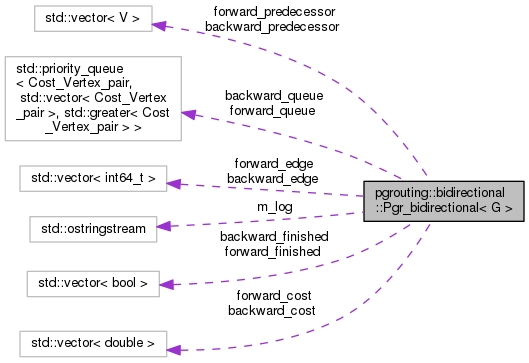 forward_predecessor
backward_predecessor
std::vector< V >
std::priority_queue
< Cost_Vertex_pair,
std::vector< Cost_Vertex
_pair >, std::greater< Cost
_Vertex_pair > >
backward_queue
forward_queue
std::vector< int64_t >
forward_edge
backward_edge
pgrouting::bidirectional
::Pgr_bidirectional< G >
m_log
std::ostringstream
backward_finished
forward_finished
std::vector< bool >
forward_cost
backward_cost
std::vector< double >